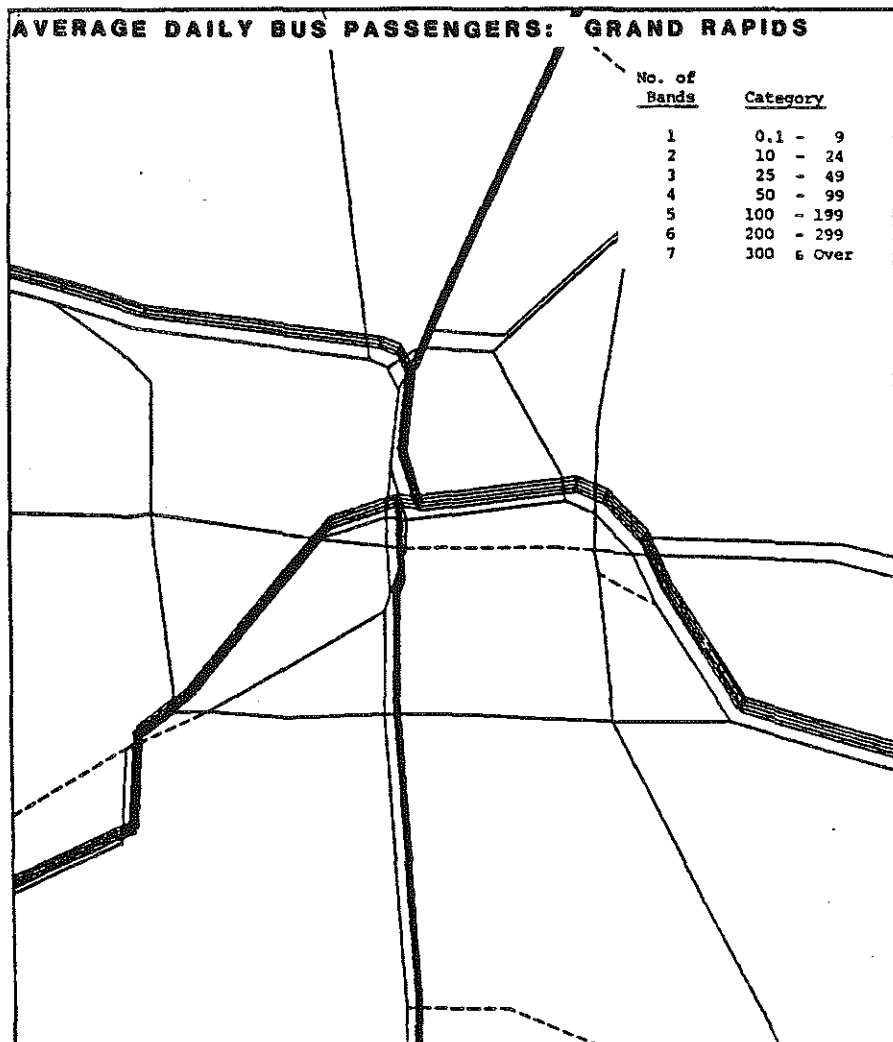 AVERAGE DAILY BUS PASSENGERS: GRAND RAPIDS
No. of
Bands Category
1 0.1 - 9
2 10 - 24
3 25 - 49
4 50 - 99
5 100 - 199
6 200 - 299
7 300 & Over